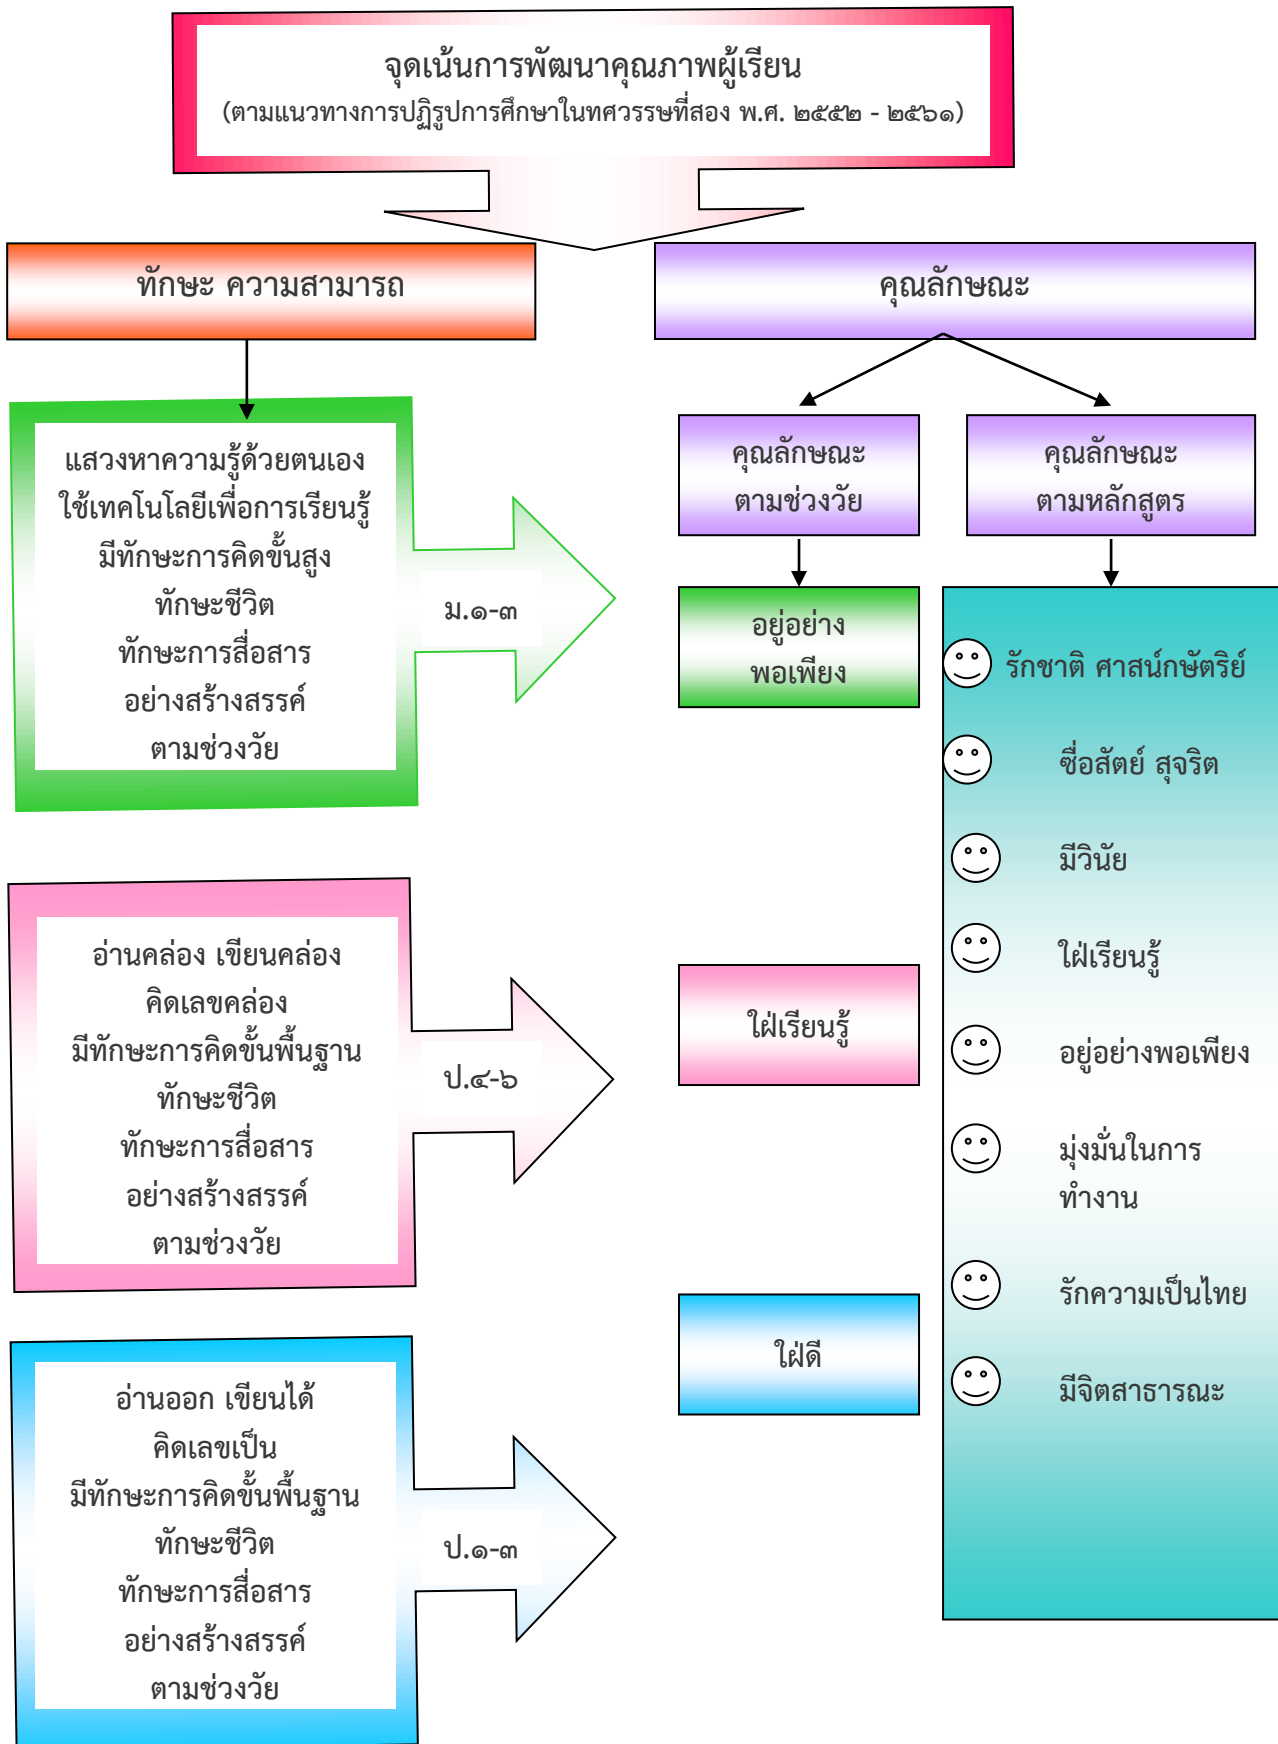 จุดเน้นการพัฒนาคุณภาพผู้เรียน
(ตามแนวทางการปฏิรูปการศึกษาในทศวรรษที่สอง พ.ศ. ๒๕๕๒ - ๒๕๖๑)
ทักษะ ความสามารถ
คุณลักษณะ
แสวงหาความรู้ด้วยตนเอง
ใช้เทคโนโลยีเพื่อการเรียนรู้
มีทักษะการคิดขั้นสูง
ทักษะชีวิต
ทักษะการสื่อสาร
อย่างสร้างสรรค์
ตามช่วงวัย
ม.๑-๓
คุณลักษณะ
ตามช่วงวัย
คุณลักษณะ
ตามหลักสูตร
อยู่อย่าง
พอเพียง
รักชาติ ศาสน์กษัตริย์
ซื่อสัตย์ สุจริต
มีวินัย
ใฝ่เรียนรู้
อยู่อย่างพอเพียง
มุ่งมั่นในการ
ทำงาน
รักความเป็นไทย
มีจิตสาธารณะ
อ่านคล่อง เขียนคล่อง
คิดเลขคล่อง
มีทักษะการคิดขั้นพื้นฐาน
ทักษะชีวิต
ทักษะการสื่อสาร
อย่างสร้างสรรค์
ตามช่วงวัย
ป.๔-๖
ใฝ่เรียนรู้
อ่านออก เขียนได้
คิดเลขเป็น
มีทักษะการคิดขั้นพื้นฐาน
ทักษะชีวิต
ทักษะการสื่อสาร
อย่างสร้างสรรค์
ตามช่วงวัย
ป.๑-๓
ใฝ่ดี